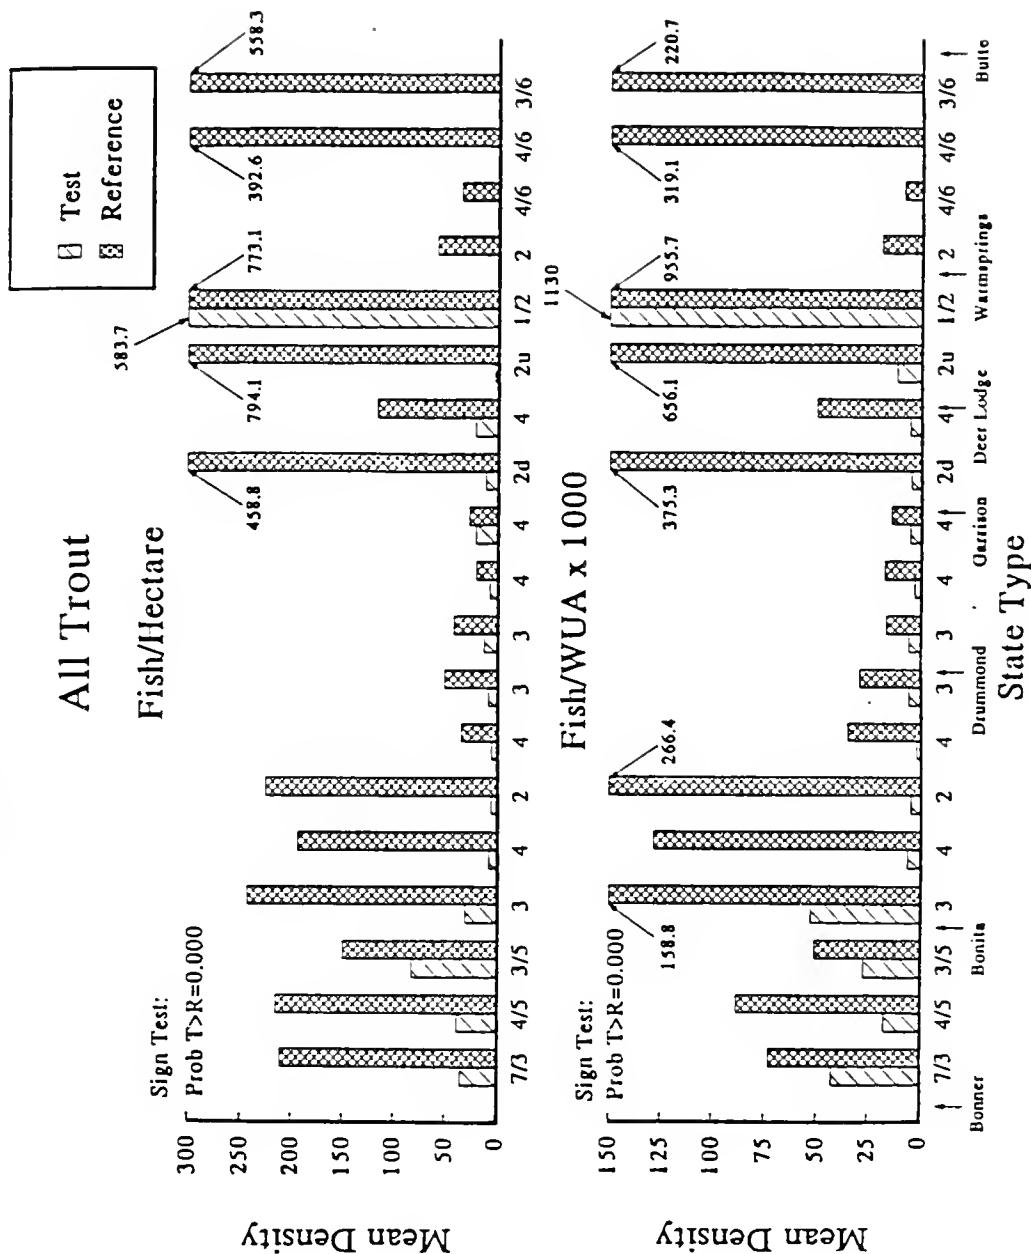 All Trout
Test
Reference
Fish/Hectare
Sign Test:
Prob T>R=0.000
Mean Density
300
250
200
150
100
50
0
458.8
794.1
583.7
773.1
392.6
558.3
7/3 4/5 3/5 3 4 2 4 3 3 4 4 2d 4 2u 1/2 2 4/6 4/6 3/6
Fish/WUA x 1000
Sign Test:
Prob T>R=0.000
Mean Density
150
125
100
75
50
25
0
158.8
266.4
375.3
656.1
1130
955.7
319.1
220.7
7/3 4/5 3/5 3 4 2 4 3 3 4 4 2d 4 2u 1/2 2 4/6 4/6 3/6
Bonner Bonita Drummond Garrison Deer Lodge Warmsprings Butte
State Type